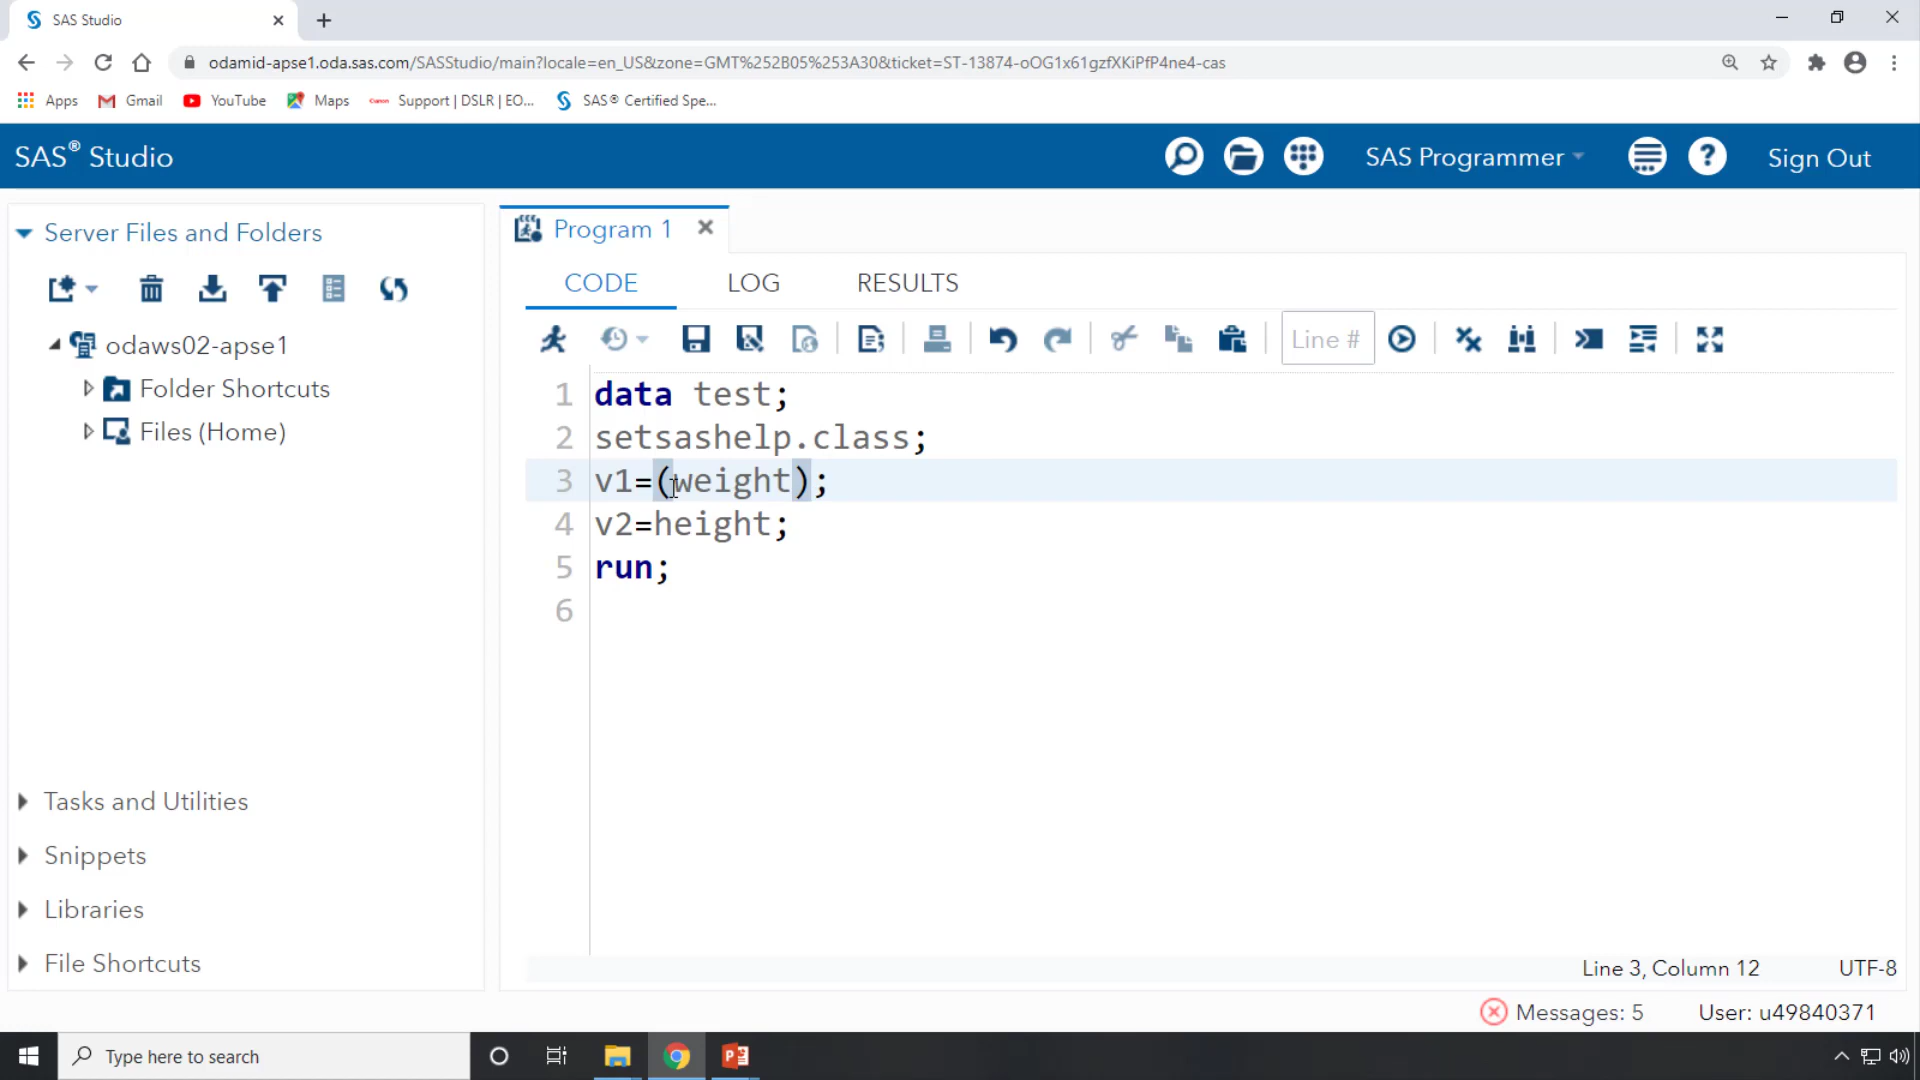 SAS Studio
odamid-apse1.oda.sas.com/SASStudio/main?locale=en_US&zone=GMT%252B05%253A30&ticket=ST-13874-oOG1x61gzfXKiPfP4ne4-cas
Apps Gmail YouTube Maps Canon Support | DSLR | EO... SAS® Certified Spe...
SAS® Studio SAS Programmer ? Sign Out
Server Files and Folders
odaws02-apse1
Folder Shortcuts
Files (Home)
Tasks and Utilities
Snippets
Libraries
File Shortcuts
Program 1
CODE LOG RESULTS
Line #
1 data test;
2 setsashelp.class;
3 v1=(weight);
4 v2=height;
5 run;
6
Line 3, Column 12 UTF-8
Messages: 5 User: u49840371
Type here to search